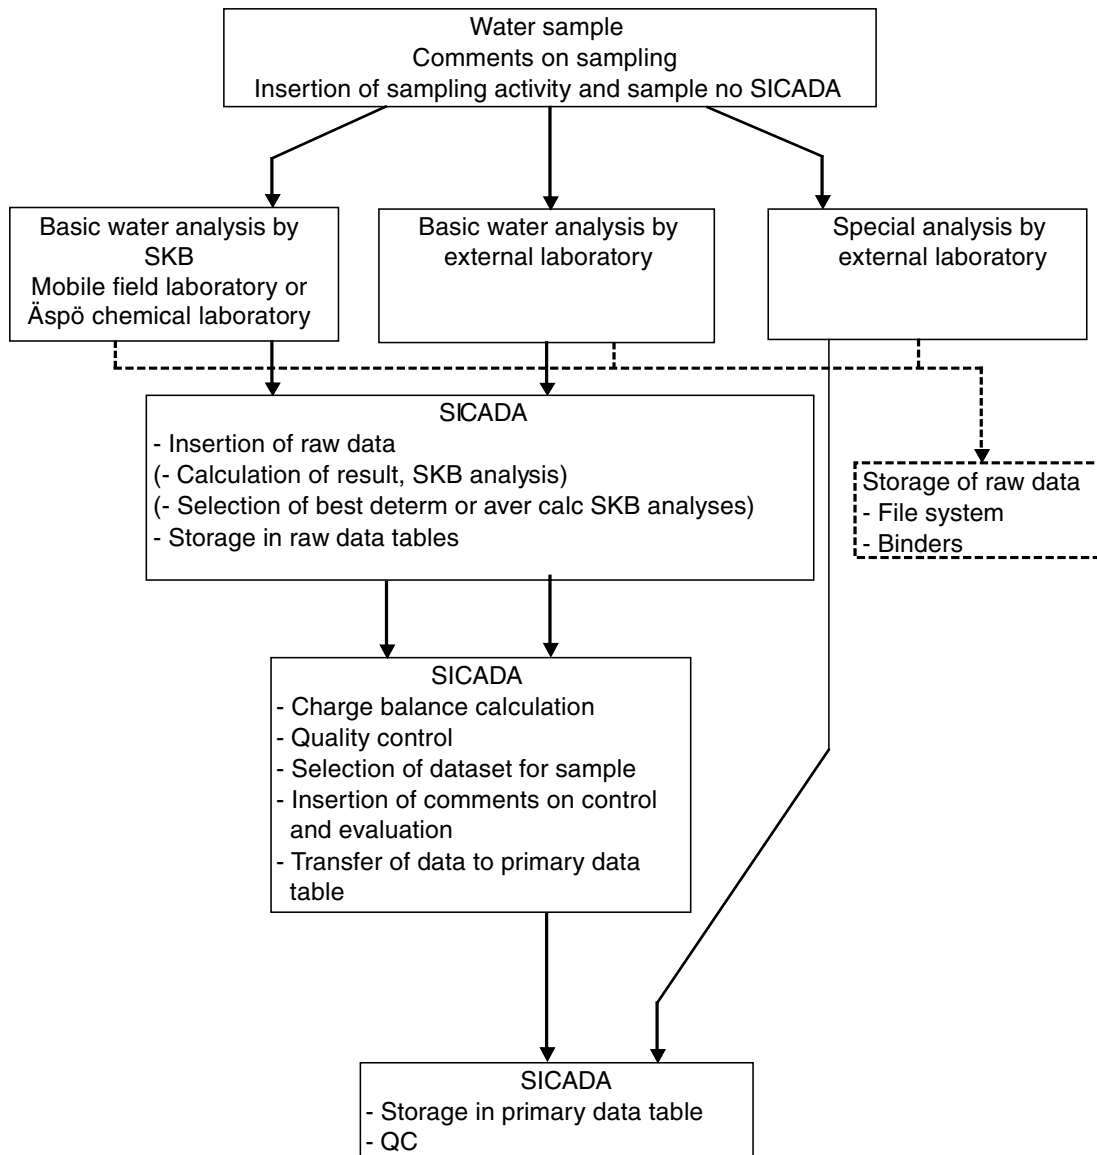 Water sample
Comments on sampling
Insertion of sampling activity and sample no SICADA
Basic water analysis by
SKB
Mobile field laboratory or
Äspö chemical laboratory
Basic water analysis by
external laboratory
Special analysis by
external laboratory
SICADA
- Insertion of raw data
(- Calculation of result, SKB analysis)
(- Selection of best determ or aver calc SKB analyses)
- Storage in raw data tables
Storage of raw data
- File system
- Binders
SICADA
- Charge balance calculation
- Quality control
- Selection of dataset for sample
- Insertion of comments on control
and evaluation
- Transfer of data to primary data
table
SICADA
- Storage in primary data table
- QC